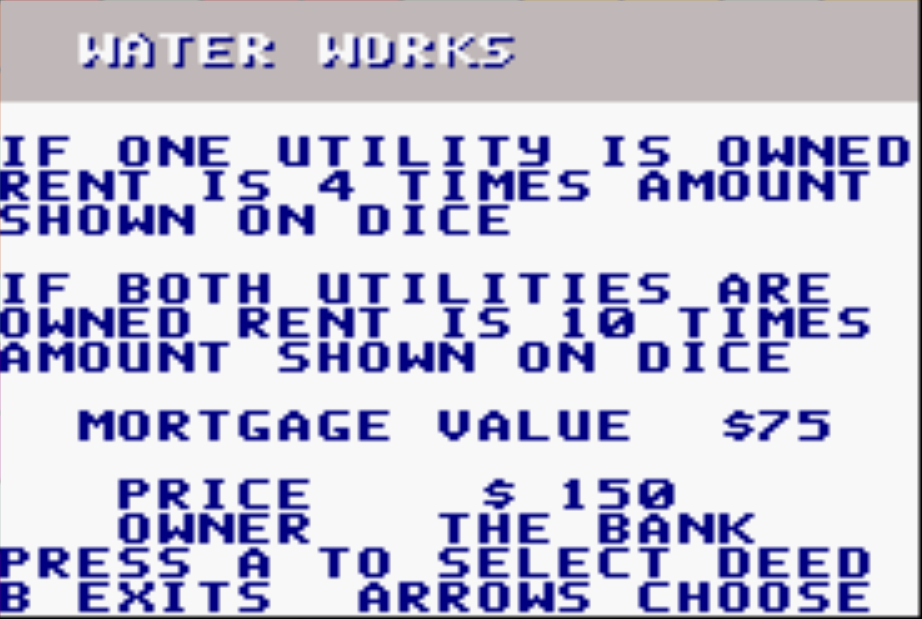 WATER WORKS
IF ONE UTILITY IS OWNED
RENT IS 4 TIMES AMOUNT
SHOWN ON DICE
IF BOTH UTILITIES ARE
OWNED RENT IS 10 TIMES
AMOUNT SHOWN ON DICE
MORTGAGE VALUE $75
PRICE $ 150
OWNER THE BANK
PRESS A TO SELECT DEED
B EXITS ARROWS CHOOSE